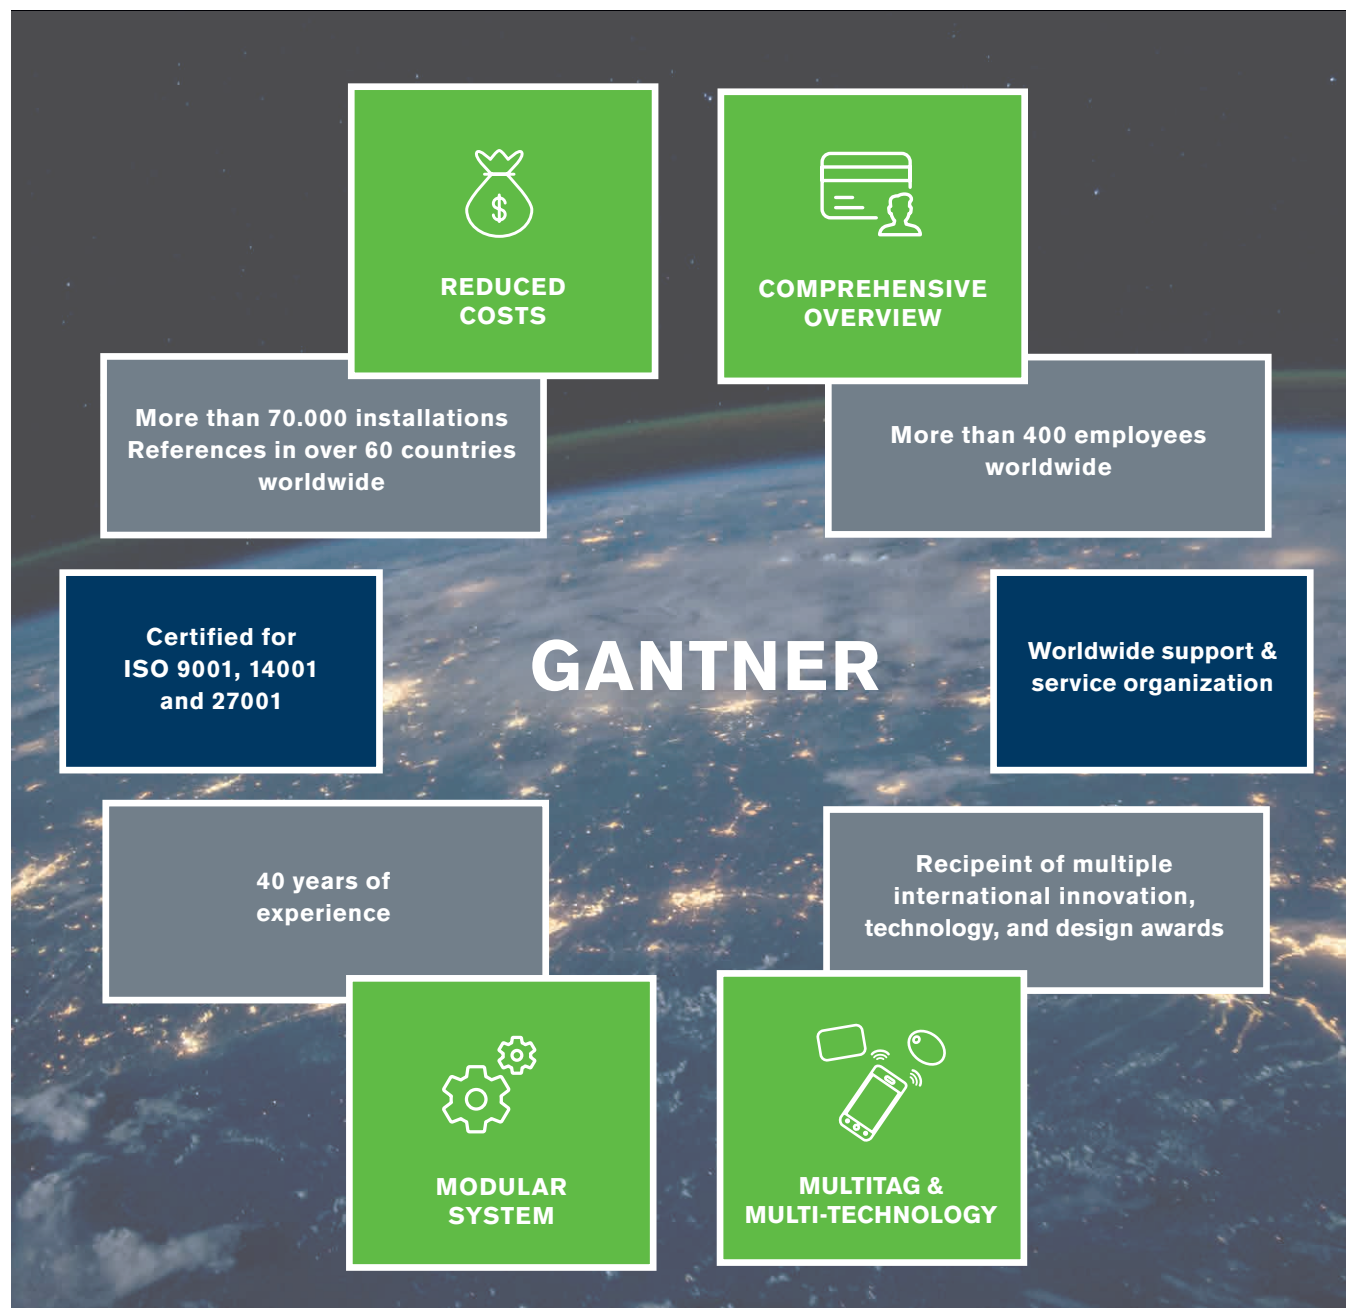 $
REDUCED
COSTS
COMPREHENSIVE
OVERVIEW
More than 70.000 installations
References in over 60 countries
worldwide
More than 400 employees
worldwide
Certified for
ISO 9001, 14001
and 27001
GANTNER
Worldwide support &
service organization
40 years of
experience
Recipeint of multiple
international innovation,
technology, and design awards
MODULAR
SYSTEM
MULTITAG &
MULTI-TECHNOLOGY